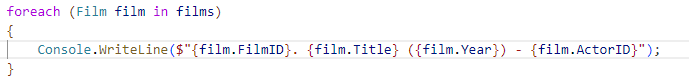 foreach (Film film in films)
{
    Console.WriteLine($"{film.FilmID}. {film.Title} ({film.Year}) - {film.ActorID}");
}